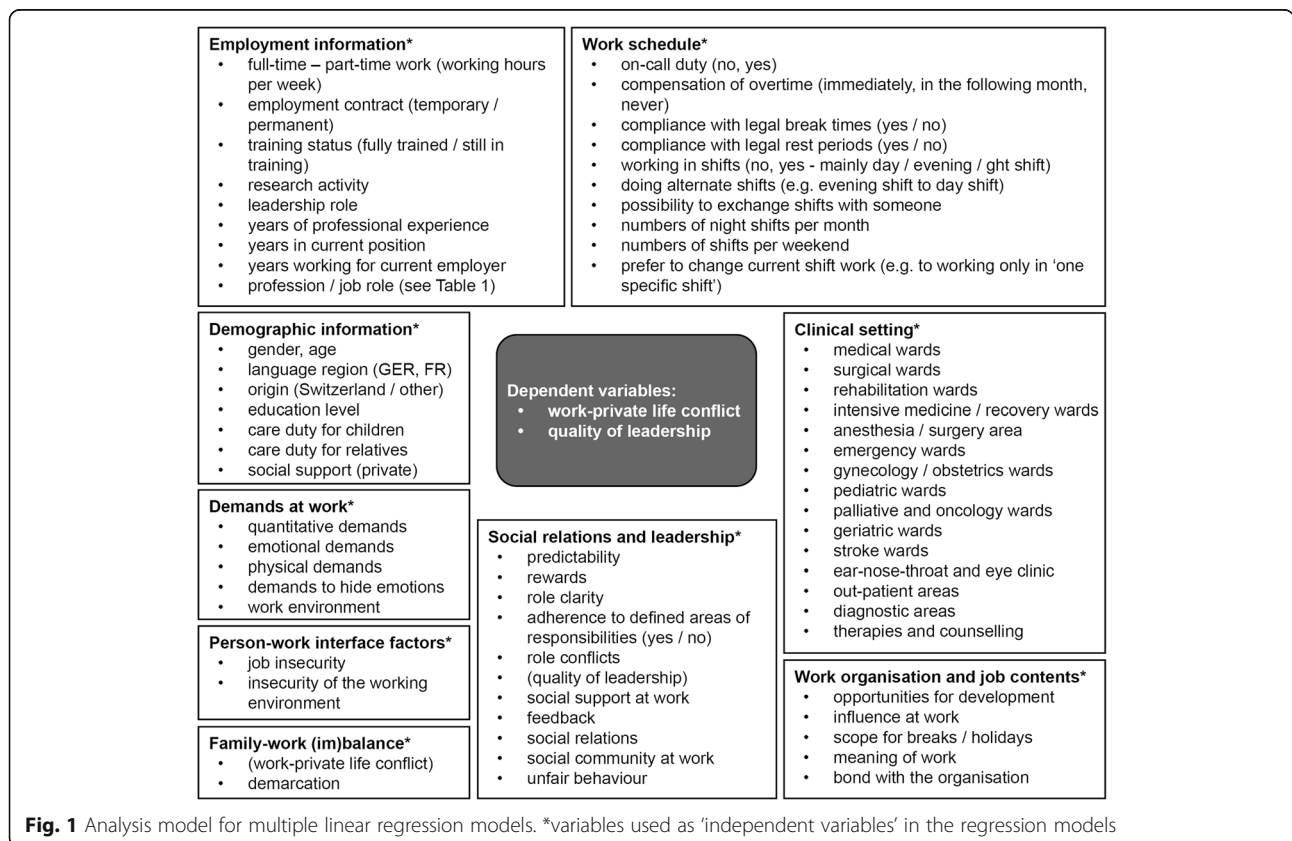 Employment information*
• full-time – part-time work (working hours
per week)
• employment contract (temporary /
permanent)
• training status (fully trained / still in
training)
• research activity
• leadership role
• years of professional experience
• years in current position
• years working for current employer
• profession / job role (see Table 1)
Work schedule*
• on-call duty (no, yes)
• compensation of overtime (immediately, in the following month,
never)
• compliance with legal break times (yes / no)
• compliance with legal rest periods (yes / no)
• working in shifts (no, yes - mainly day / evening / ght shift)
• doing alternate shifts (e.g. evening shift to day shift)
• possibility to exchange shifts with someone
• numbers of night shifts per month
• numbers of shifts per weekend
• prefer to change current shift work (e.g. to working only in ‘one
specific shift’)
Demographic information*
• gender, age
• language region (GER, FR)
• origin (Switzerland / other)
• education level
• care duty for children
• care duty for relatives
• social support (private)
Dependent variables:
• work-private life conflict
• quality of leadership
Clinical setting*
• medical wards
• surgical wards
• rehabilitation wards
• intensive medicine / recovery wards
• anesthesia / surgery area
• emergency wards
• gynecology / obstetrics wards
• pediatric wards
• palliative and oncology wards
• geriatric wards
• stroke wards
• ear-nose-throat and eye clinic
• out-patient areas
• diagnostic areas
• therapies and counselling
Demands at work*
• quantitative demands
• emotional demands
• physical demands
• demands to hide emotions
• work environment
Social relations and leadership*
• predictability
• rewards
• role clarity
• adherence to defined areas of
responsibilities (yes / no)
• role conflicts
• (quality of leadership)
• social support at work
• feedback
• social relations
• social community at work
• unfair behaviour
Person-work interface factors*
• job insecurity
• insecurity of the working
environment
Work organisation and job contents*
• opportunities for development
• influence at work
• scope for breaks / holidays
• meaning of work
• bond with the organisation
Family-work (im)balance*
• (work-private life conflict)
• demarcation
Fig. 1 Analysis model for multiple linear regression models. *variables used as ‘independent variables’ in the regression models